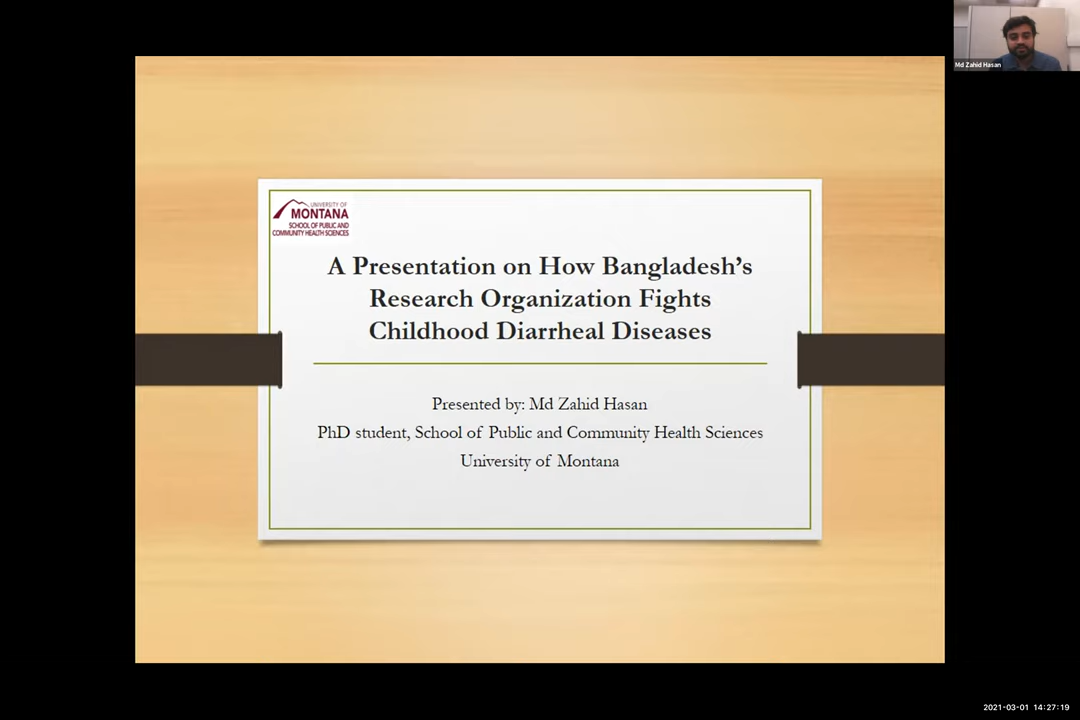 Md Zahid Hasan
UNIVERSITY OF
MONTANA
SCHOOL OF PUBLIC AND
COMMUNITY HEALTH SCIENCES
A Presentation on How Bangladesh’s
Research Organization Fights
Childhood Diarrheal Diseases
Presented by: Md Zahid Hasan
PhD student, School of Public and Community Health Sciences
University of Montana
2021-03-01 14:27:19